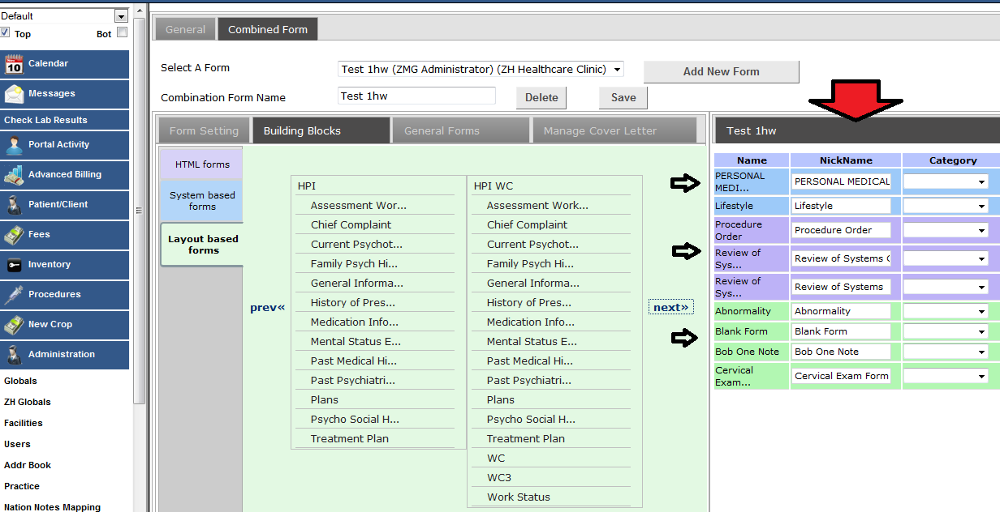 Default
Top Bot
Calendar
Nov 10
Messages
Check Lab Results
Portal Activity
Advanced Billing
Patient/Client
Fees
Inventory
Procedures
New Crop
Administration
Globals
ZH Globals
Facilities
Users
Addr Book
Practice
Nation Notes Mapping
General Combined Form
Select A Form Test 1hw (ZMG Administrator) (ZH Healthcare Clinic) Add New Form
Combination Form Name Test 1hw Delete Save
Form Setting Building Blocks General Forms Manage Cover Letter
HTML forms
System based
forms
Layout based
forms
prev«
HPI
Assessment Wor...
Chief Complaint
Current Psychot...
Family Psych Hi...
General Informa...
History of Pres...
Medication Info...
Mental Status E...
Past Medical Hi...
Past Psychiatri...
Plans
Psycho Social H...
Treatment Plan
HPI WC
Assessment Work...
Chief Complaint
Current Psychot...
Family Psych Hi...
General Informa...
History of Pres...
Medication Info...
Mental Status E...
Past Medical Hi...
Past Psychiatri...
Plans
Psycho Social H...
Treatment Plan
WC
WC3
Work Status
next»
Test 1hw
Name NickName Category
PERSONAL
MEDI... PERSONAL MEDICAL
Lifestyle Lifestyle
Procedure
Order Procedure Order
Review of
Sys... Review of Systems
Review of
Sys... Review of Systems
Abnormality Abnormality
Blank Form Blank Form
Bob One Note Bob One Note
Cervical
Exam... Cervical Exam Form